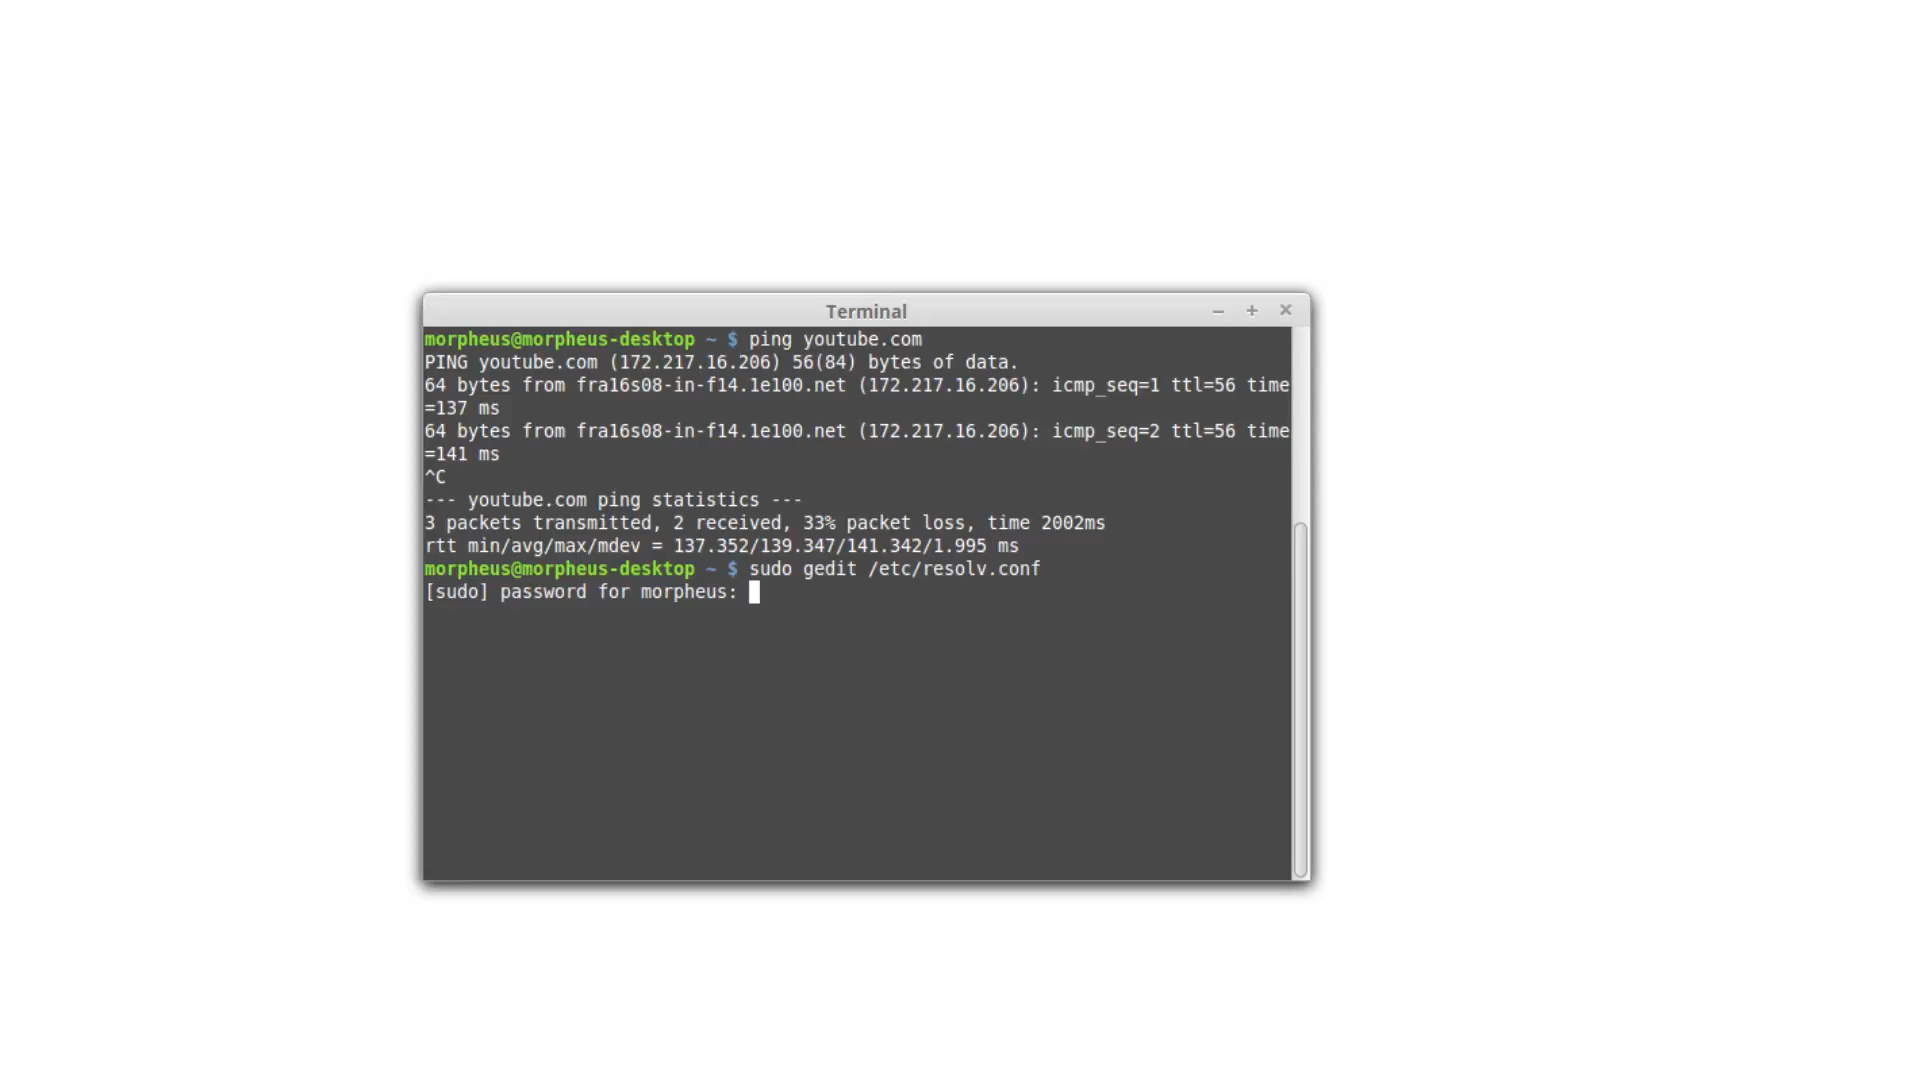 Terminal
morpheus@morpheus-desktop ~ $ ping youtube.com
PING youtube.com (172.217.16.206) 56(84) bytes of data.
64 bytes from fra16s08-in-f14.1e100.net (172.217.16.206): icmp_seq=1 ttl=56 time
=137 ms
64 bytes from fra16s08-in-f14.1e100.net (172.217.16.206): icmp_seq=2 ttl=56 time
=141 ms
^C
--- youtube.com ping statistics ---
3 packets transmitted, 2 received, 33% packet loss, time 2002ms
rtt min/avg/max/mdev = 137.352/139.347/141.342/1.995 ms
morpheus@morpheus-desktop ~ $ sudo gedit /etc/resolv.conf
[sudo] password for morpheus: